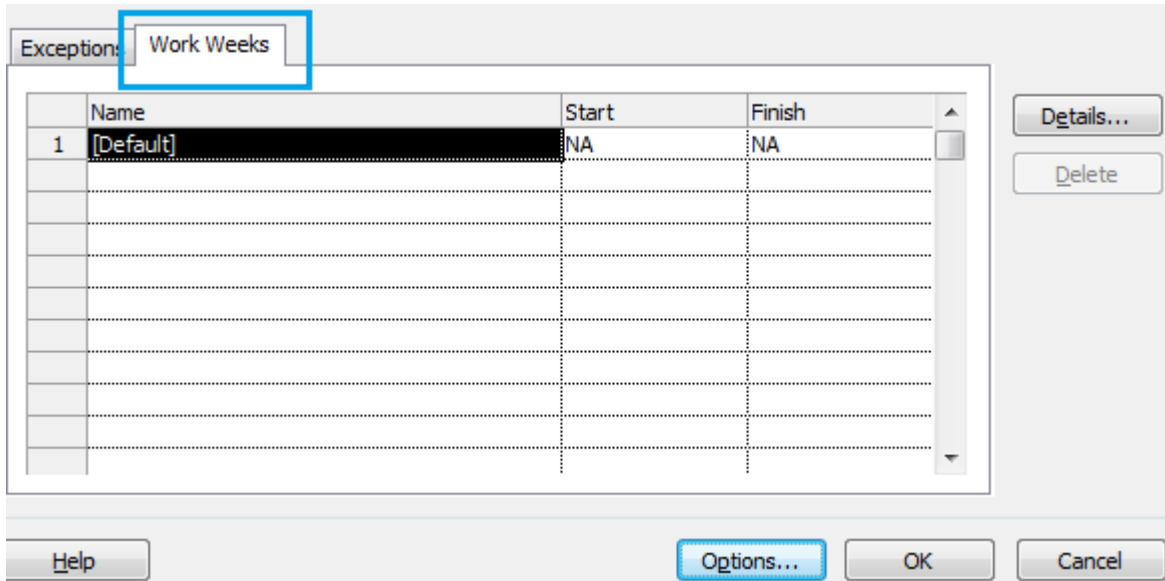 Exceptions Work Weeks
Name Start Finish
1 [Default] NA NA
Details...
Delete
Help Options... OK Cancel